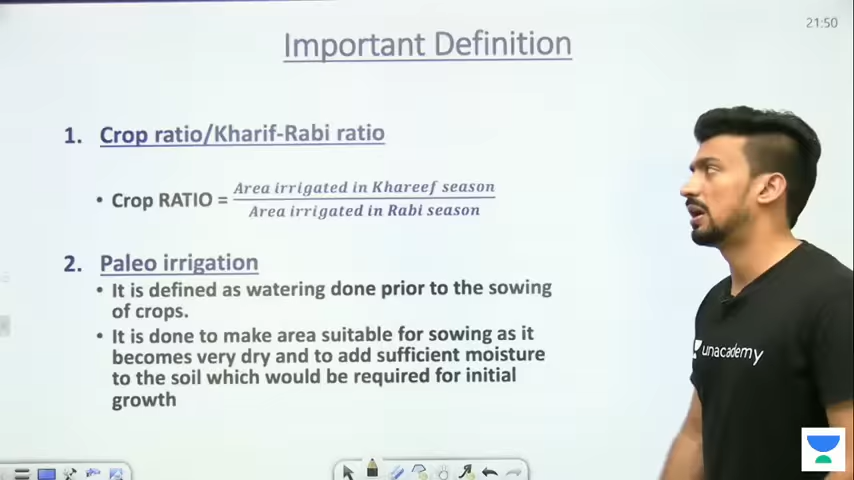 21:50
Important Definition
1. Crop ratio/Kharif-Rabi ratio
• Crop RATIO = Area irrigated in Khareef season
Area irrigated in Rabi season
2. Paleo irrigation
• It is defined as watering done prior to the sowing
of crops.
• It is done to make area suitable for sowing as it
becomes very dry and to add sufficient moisture
to the soil which would be required for initial
growth
unacademy